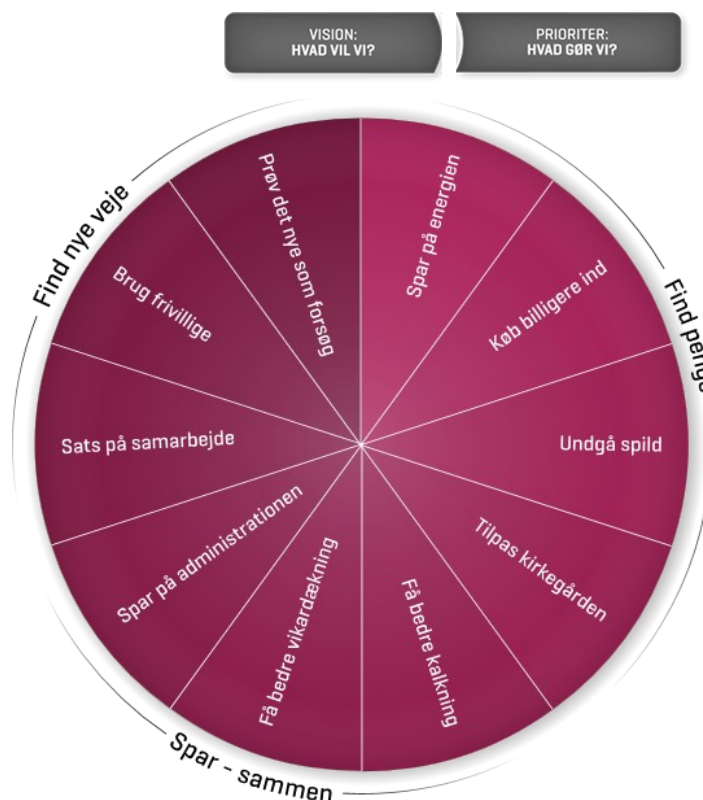 VISION:
HVAD VIL VI?
PRIORITER:
HVAD GØR VI?
Find nye veje
Prøv det nye som forsøg
Spar på energien
Brug frivillige
Køb billigere ind
Find penge
Sats på samarbejde
Undgå spild
Spar på administrationen
Tilpas kirkegården
Få bedre vikardækning
Få bedre kalkning
Spar - sammen